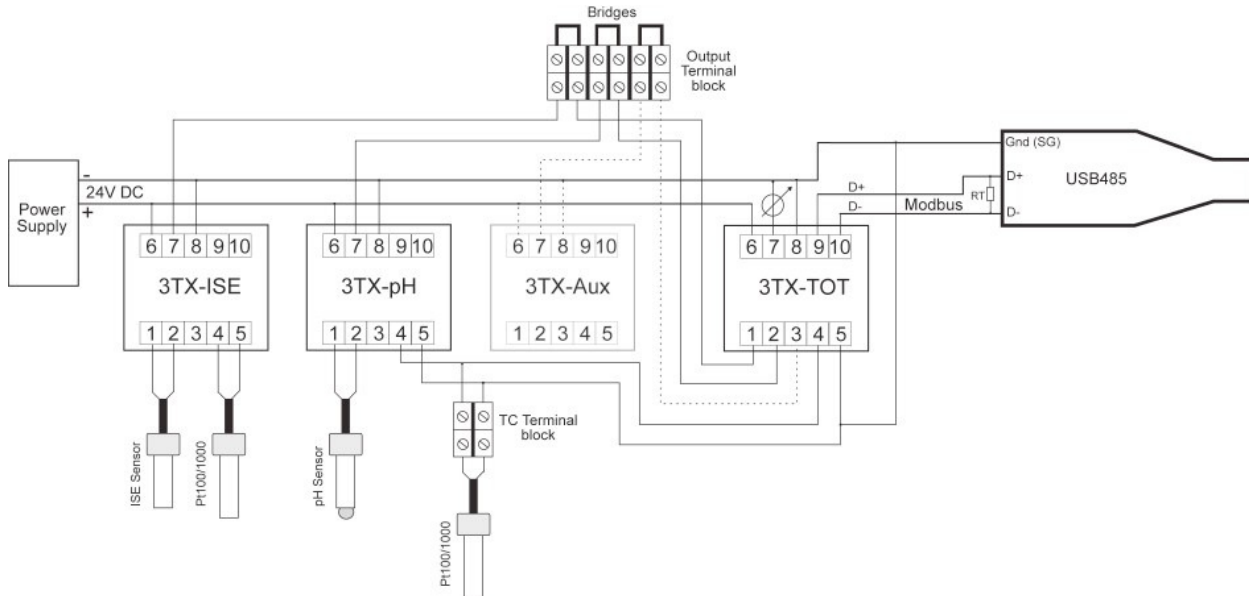 Bridges
Output
Terminal
block
Power
Supply
-
24V DC
+
Gnd (SG)
D+
D-
RT
USB485
D+
D-
Modbus
6 7 8 9 10
3TX-ISE
1 2 3 4 5
6 7 8 9 10
3TX-pH
1 2 3 4 5
6 7 8 9 10
3TX-Aux
1 2 3 4 5
6 7 8 9 10
3TX-TOT
1 2 3 4 5
ISE Sensor
Pt100/1000
pH Sensor
TC Terminal
block
Pt100/1000